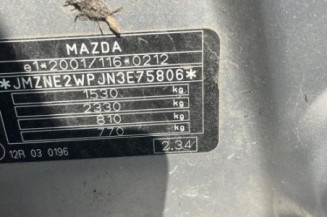 MAZDA
e1*2001/116*0212
*JMZNE2WPJN3E75806*
1530 kg
2330 kg
810 kg
770 kg
12R 03 0196 2.34